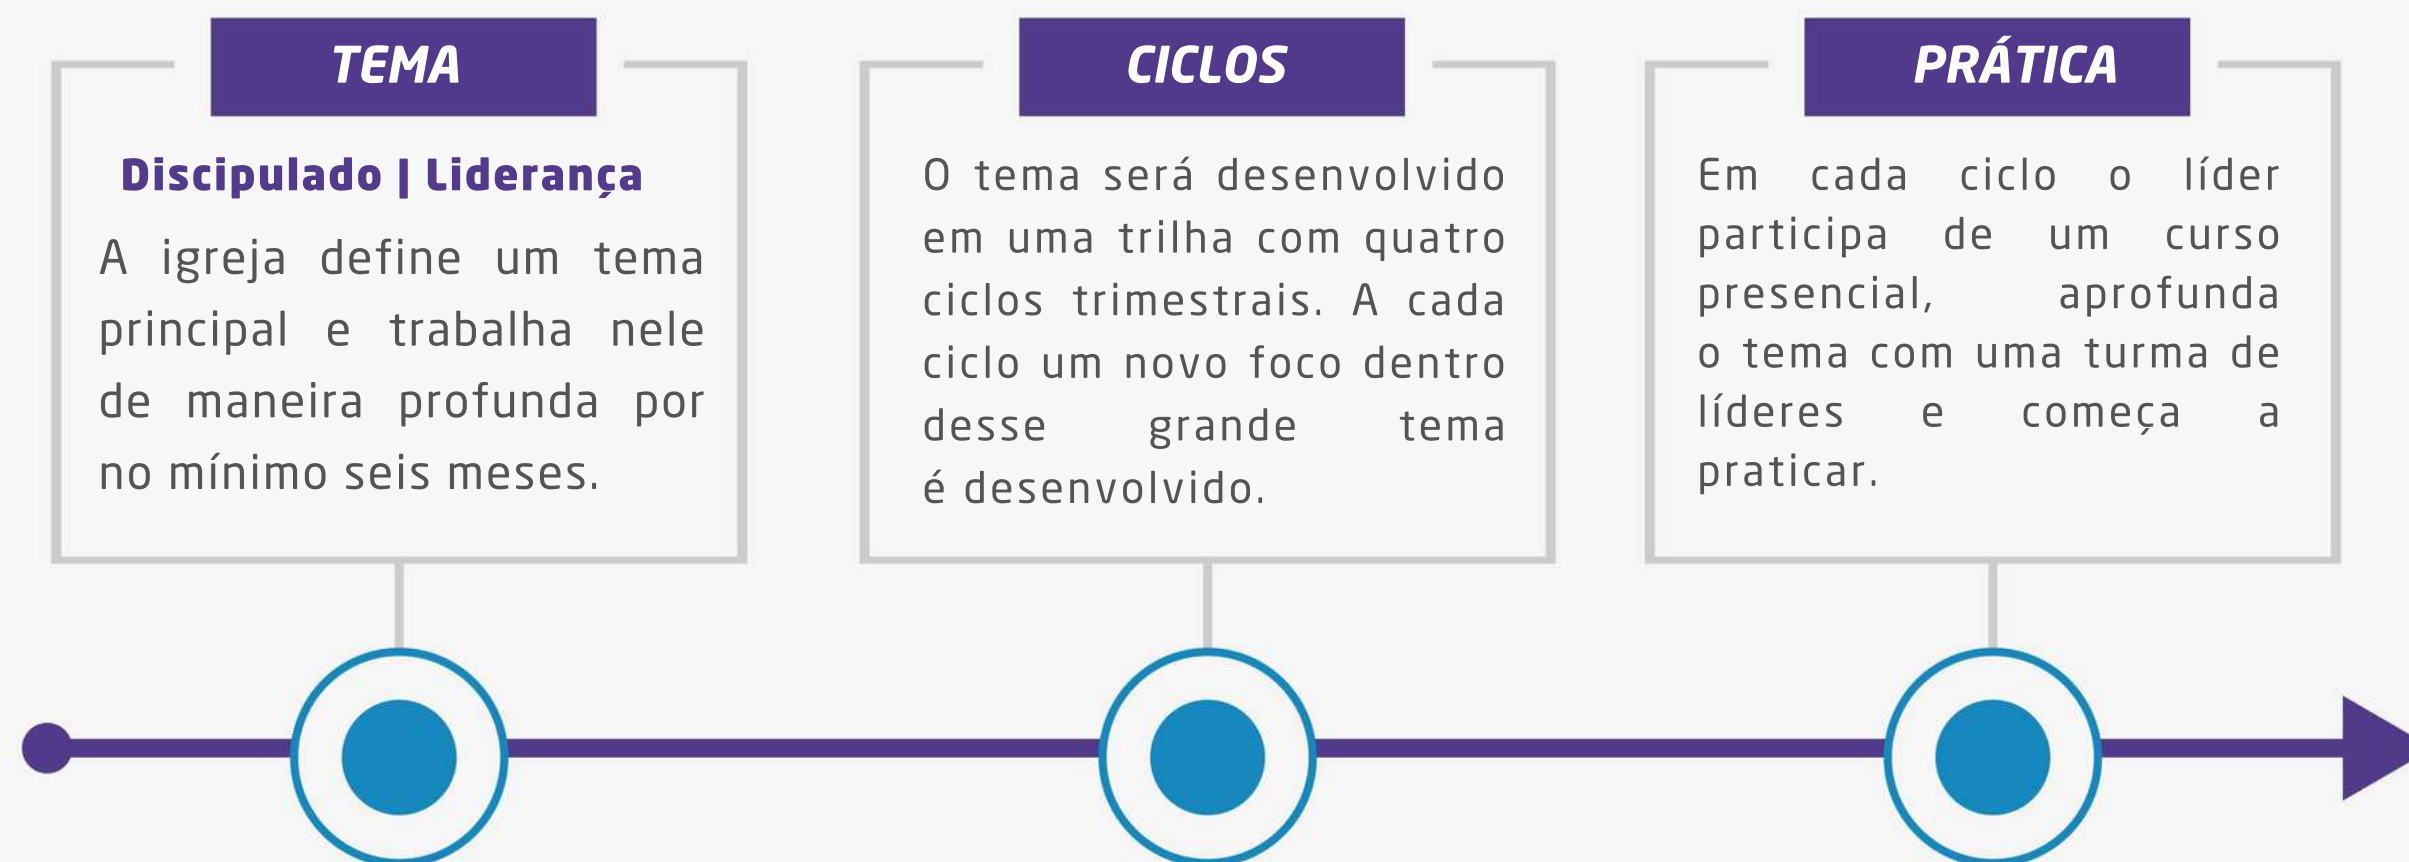 TEMA
Discipulado | Liderança
A igreja define um tema
principal e trabalha nele
de maneira profunda por
no mínimo seis meses.
CICLOS
O tema será desenvolvido
em uma trilha com quatro
ciclos trimestrais. A cada
ciclo um novo foco dentro
desse grande tema
é desenvolvido.
PRÁTICA
Em cada ciclo o líder
participa de um curso
presencial, aprofunda
o tema com uma turma de
líderes e começa a
praticar.